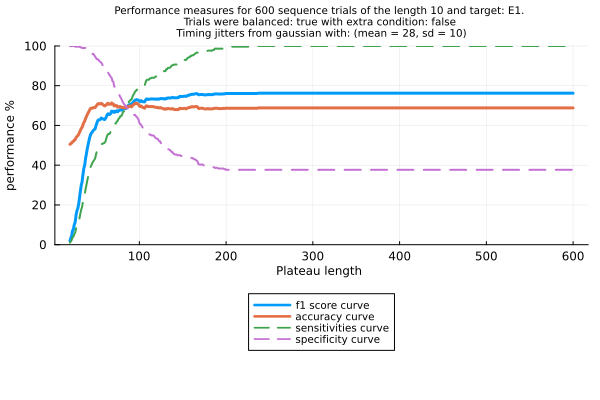 Performance measures for 600 sequence trials of the length 10 and target: E1.
Trials were balanced: true with extra condition: false
Timing jitters from gaussian with: (mean = 28, sd = 10)
100
80
60
40
20
0
performance %
100 200 300 400 500 600
Plateau length
f1 score curve
accuracy curve
sensitivities curve
specificity curve